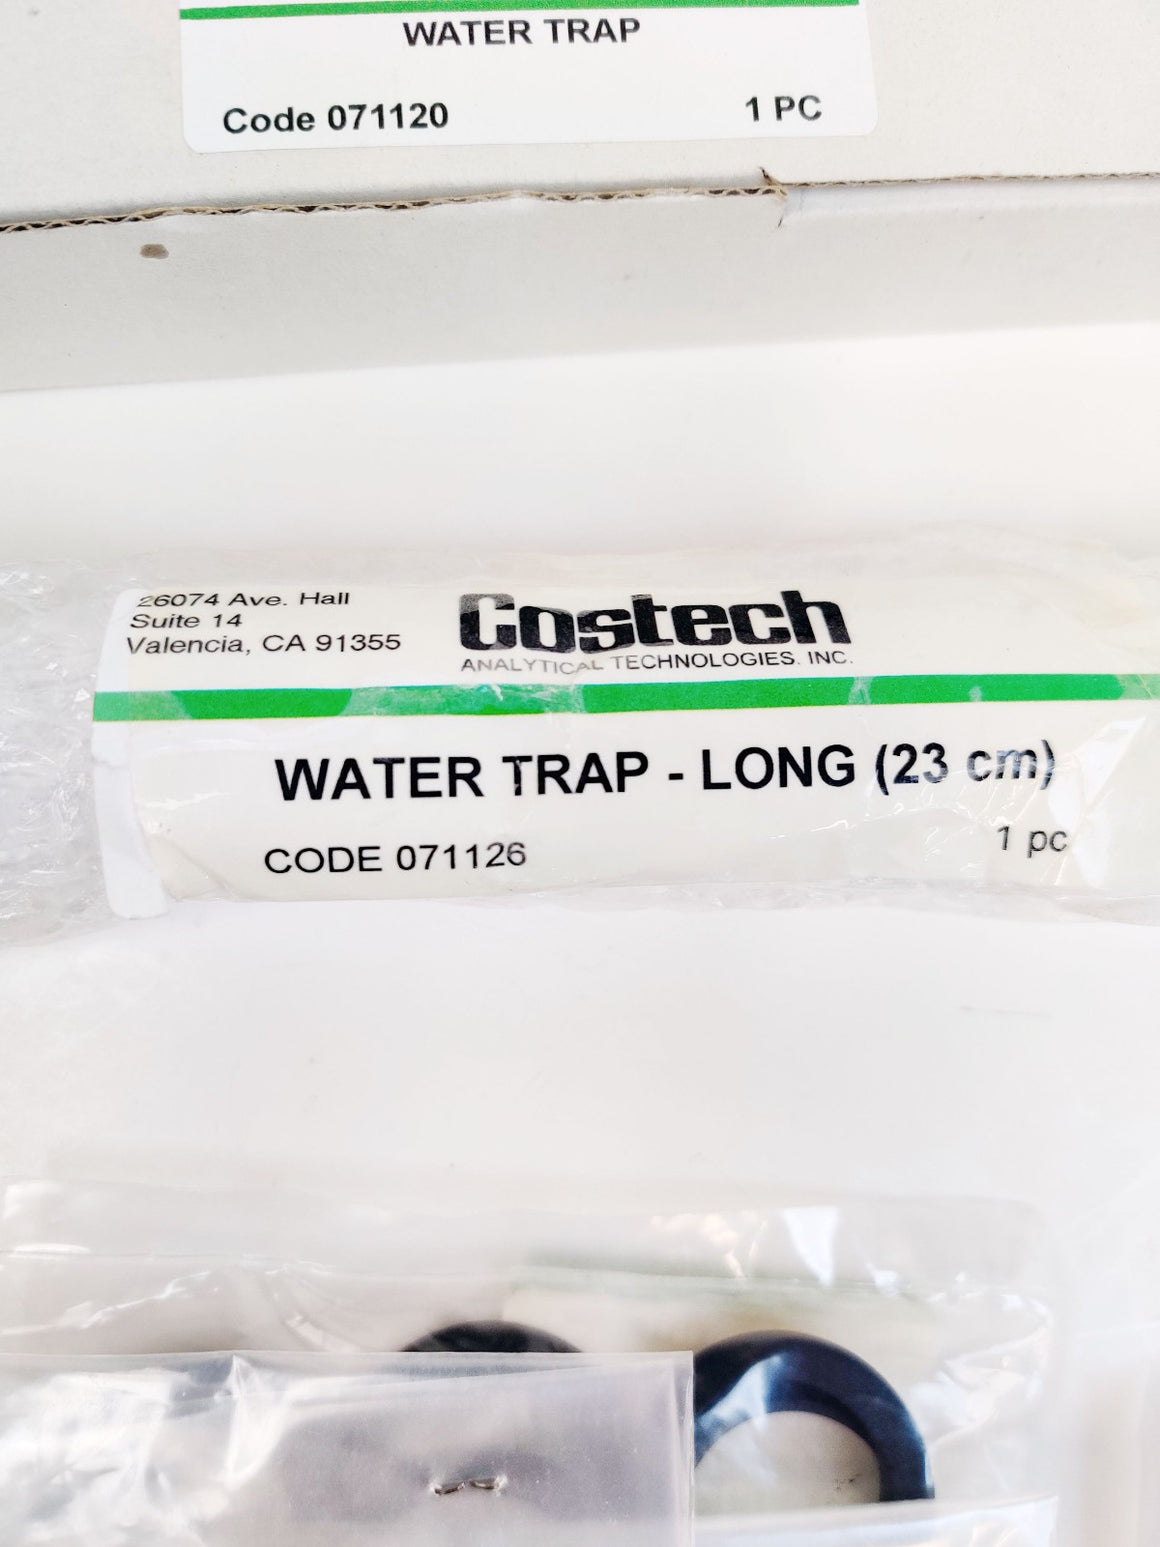 WATER TRAP
Code 071120 1 PC
26074 Ave. Hall
Suite 14
Valencia, CA 91355
Costech
ANALYTICAL TECHNOLOGIES. INC.
WATER TRAP - LONG (23 cm)
CODE 071126 1 pc